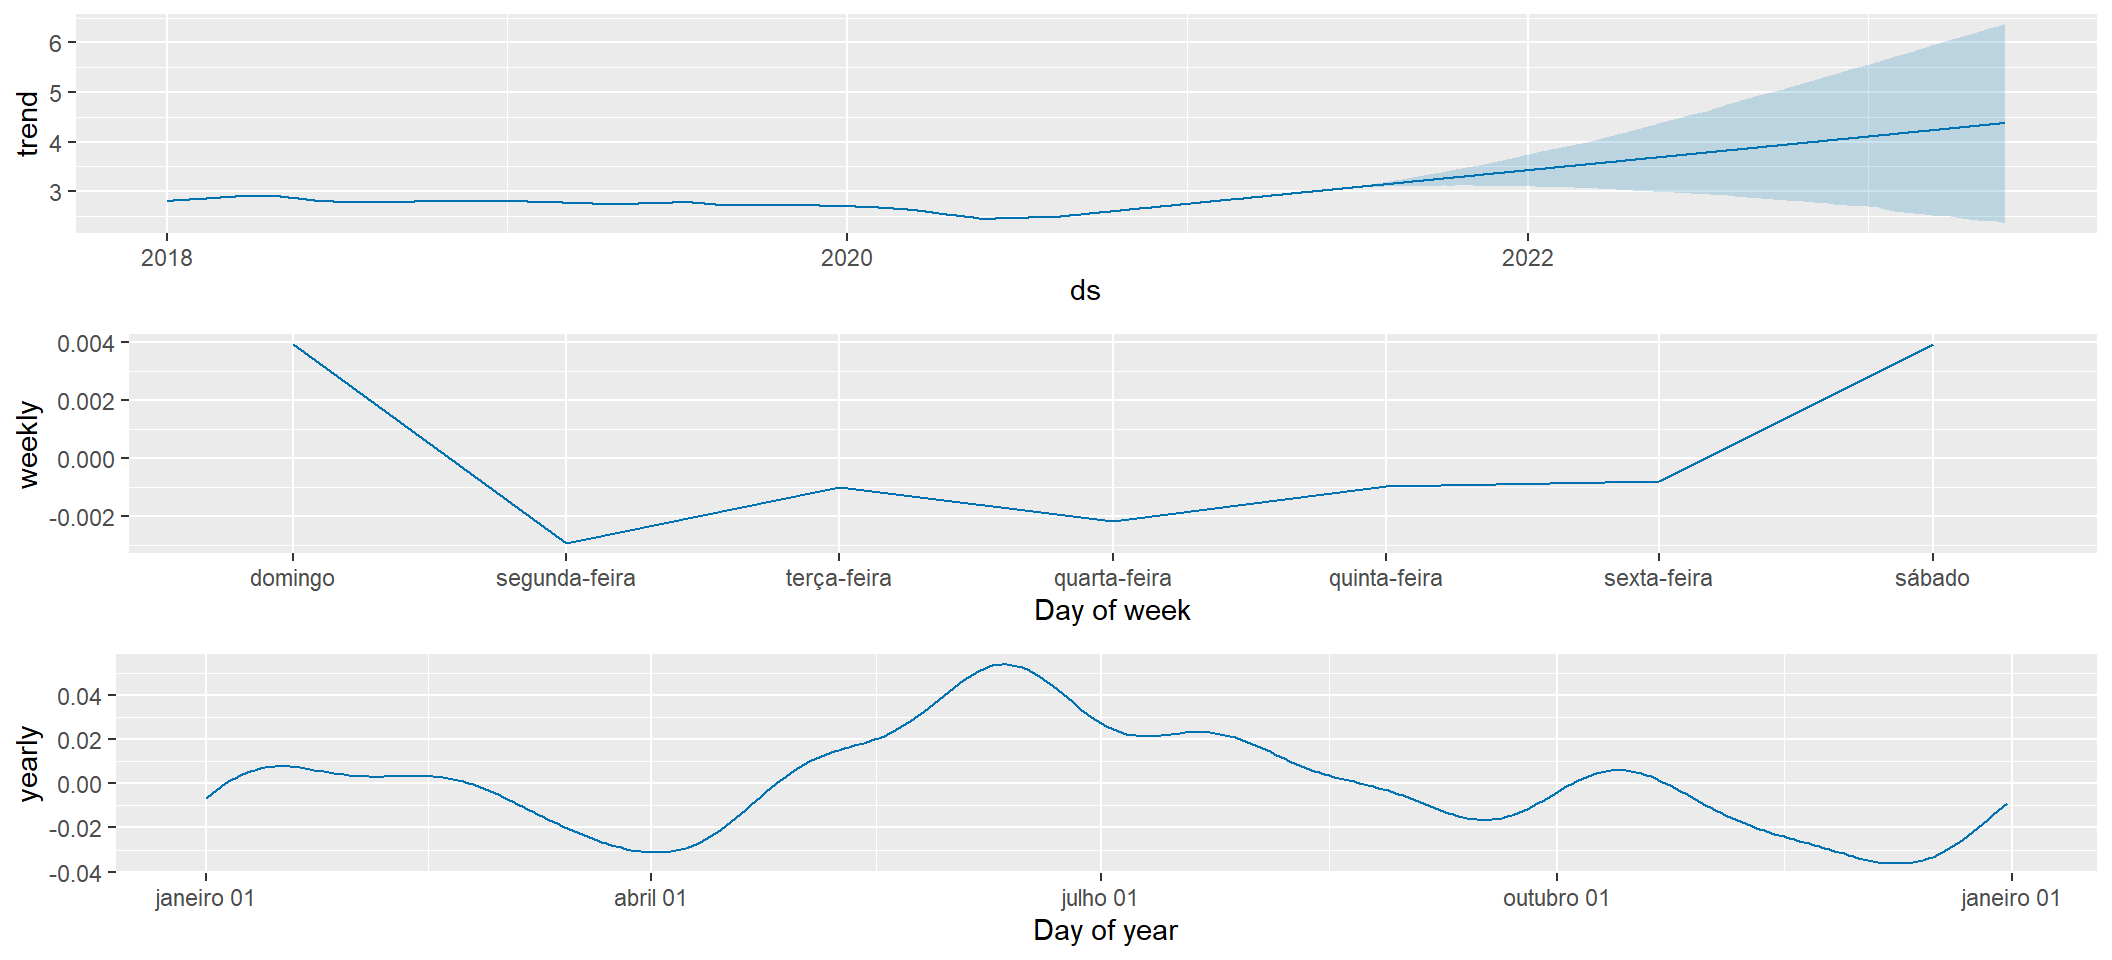 trend
6
5
4
3
2018 2020 2022
ds
weekly
0.004
0.002
0.000
-0.002
domingo segunda-feira terça-feira quarta-feira quinta-feira sexta-feira sábado
Day of week
yearly
0.04
0.02
0.00
-0.02
-0.04
janeiro 01 abril 01 julho 01 outubro 01 janeiro 01
Day of year